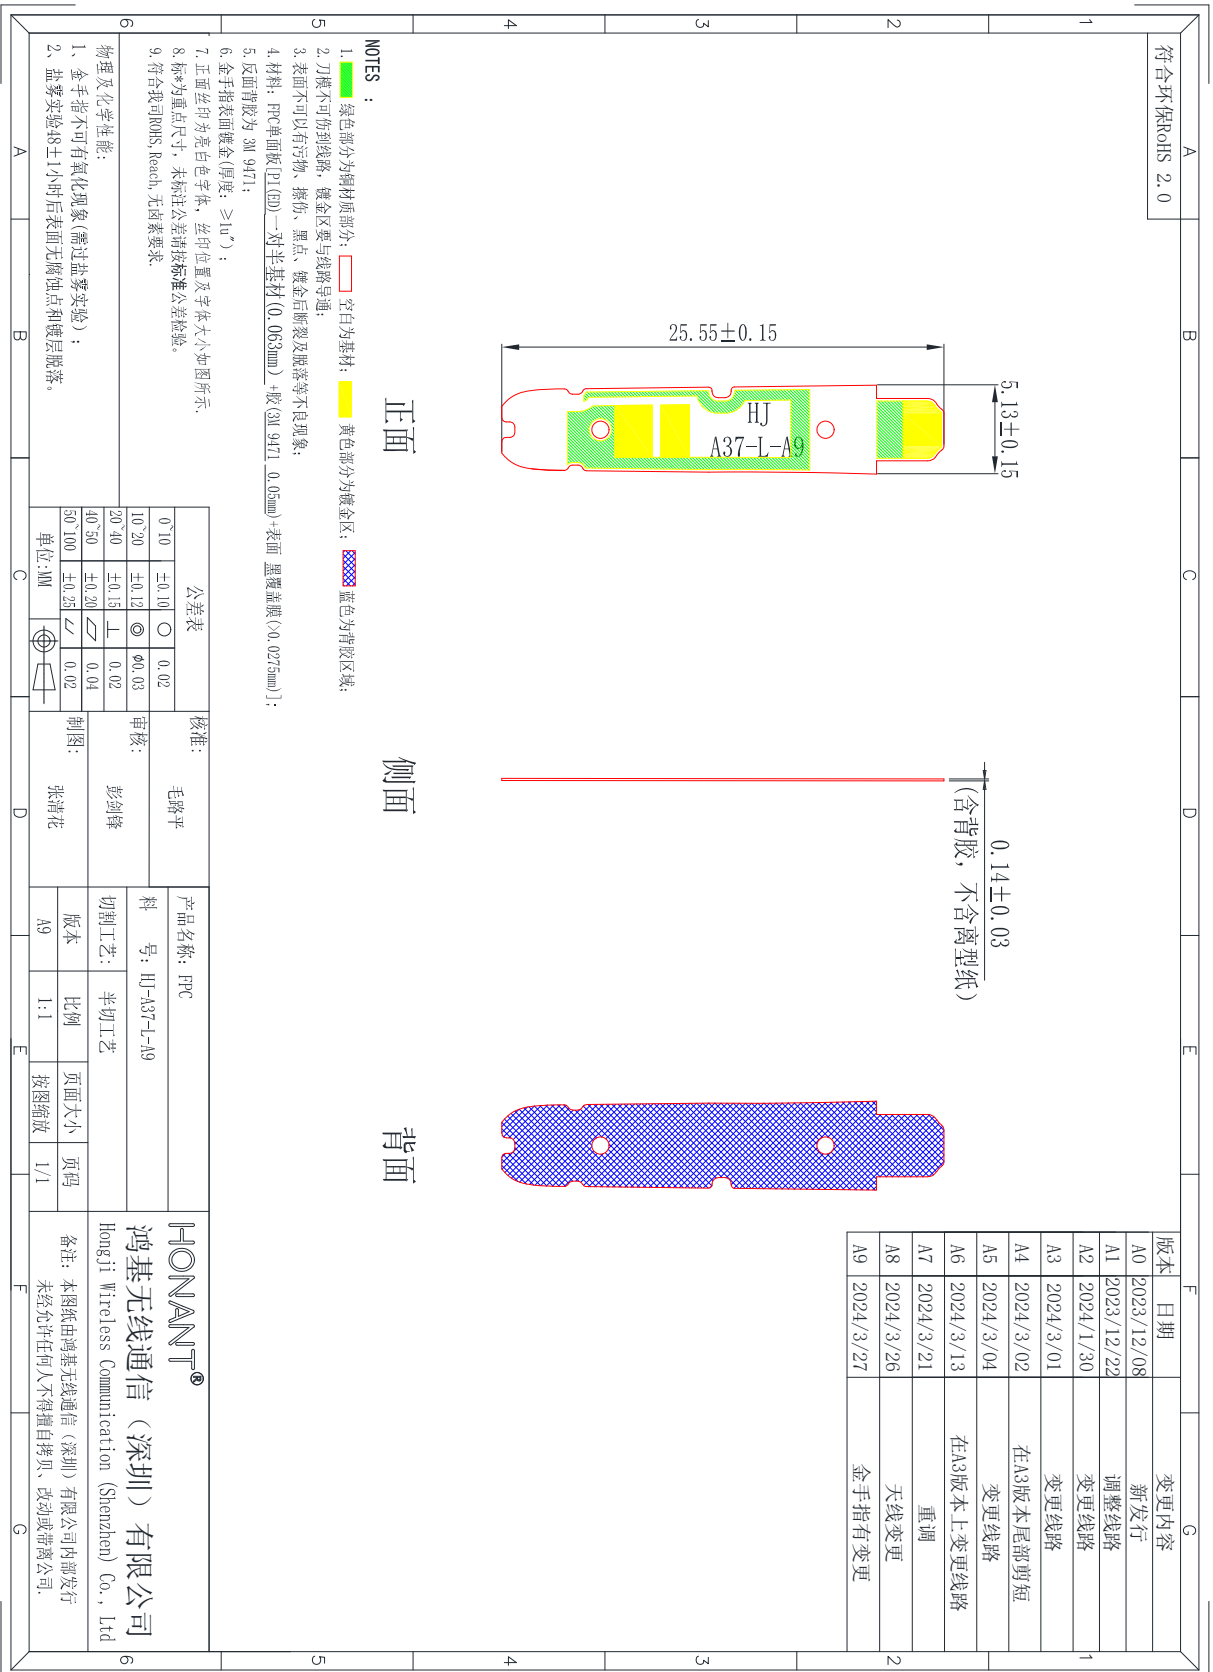 符合环保RoHS 2.0
A
B
C
D
E
F
G
1
2
3
4
5
6
版本 日期 变更内容
A0 2023/12/08 新发行
A1 2023/12/22 调整线路
A2 2024/1/30 变更线路
A3 2024/3/01 变更线路
A4 2024/3/02 在A3版本尾部剪短
A5 2024/3/04 变更线路
A6 2024/3/13 在A3版本上变更线路
A7 2024/3/21 重调
A8 2024/3/26 天线变更
A9 2024/3/27 金手指有变更
5.13±0.15
25.55±0.15
HJ
A37-L-A9
0.14±0.03
(含背胶, 不含离型纸)
正面
侧面
背面
NOTES :
1. 绿色部分为铜材质部分; 空白为基材; 黄色部分为镀金区; 蓝色为背胶区域;
2. 刀模不可伤到线路, 镀金区要与线路导通;
3. 表面不可以有污物、擦伤、黑点、镀金后断裂及脱落等不良现象;
4. 材料: FPC单面板[PI(ED)一对半基材(0.063mm) +胶(3M 9471 0.05mm)+表面 黑覆盖膜(>0.0275mm)];
5. 反面背胶为 3M 9471;
6. 金手指表面镀金(厚度: ≥1u");
7. 正面丝印为亮白色字体, 丝印位置及字体大小如图所示.
8. 标*为重点尺寸, 未标注公差请按标准公差检验。
9. 符合我司ROHS, Reach, 无卤素要求.
物理及化学性能:
1、金手指不可有氧化现象(需过盐雾实验);
2、盐雾实验48±1小时后表面无腐蚀点和镀层脱落。
公差表
0~10 ±0.10 ○ 0.02
10~20 ±0.12 ◎ Φ0.03
20~40 ±0.15 ⊥ 0.02
40~50 ±0.20 ▱ 0.04
50~100 ±0.25 // 0.02
单位:MM
核准: 毛路平
审核: 彭剑锋
制图: 张清花
产品名称: FPC
料 号: HJ-A37-L-A9
切割工艺: 半切工艺
版本 比例 页面大小 页码
A9 1:1 按图缩放 1/1
HONANT®
鸿基无线通信（深圳）有限公司
Hongji Wireless Communication (Shenzhen) Co., Ltd
备注: 本图纸由鸿基无线通信（深圳）有限公司内部发行
未经允许任何人不得擅自拷贝、改动或带离公司.
A
B
C
D
E
F
G
1
2
3
4
5
6